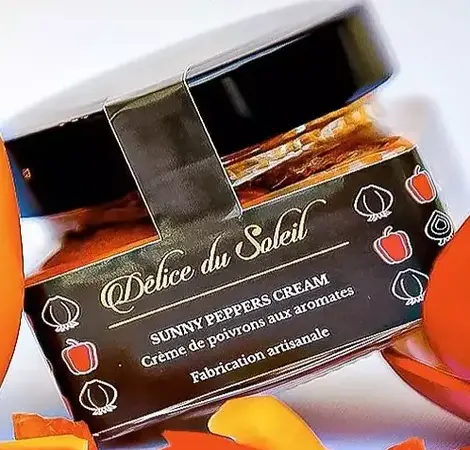 Délice du Soleil
SUNNY PEPPERS CREAM
Crème de poivrons aux aromates
Fabrication artisanale